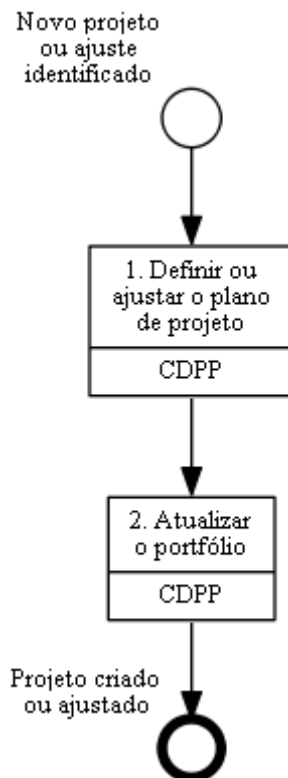 Novo projeto
ou ajuste
identificado
1. Definir ou
ajustar o plano
de projeto
CDPP
2. Atualizar
o portfólio
CDPP
Projeto criado
ou ajustado